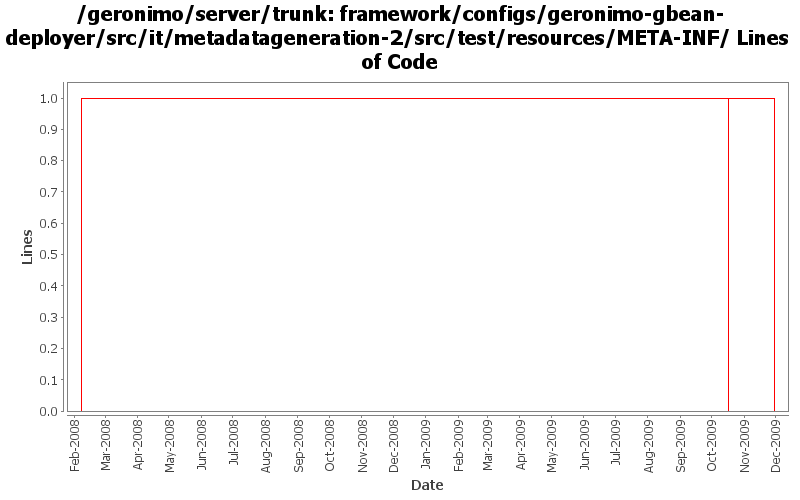 /geronimo/server/trunk: framework/configs/geronimo-gbean-
deployer/src/it/metadatageneration-2/src/test/resources/META-INF/ Lines
of Code
Lines
1.0
0.9
0.8
0.7
0.6
0.5
0.4
0.3
0.2
0.1
0.0
Feb-2008
Mar-2008
Apr-2008
May-2008
Jun-2008
Jul-2008
Aug-2008
Sep-2008
Oct-2008
Nov-2008
Dec-2008
Jan-2009
Feb-2009
Mar-2009
Apr-2009
May-2009
Jun-2009
Jul-2009
Aug-2009
Sep-2009
Oct-2009
Nov-2009
Dec-2009
Date